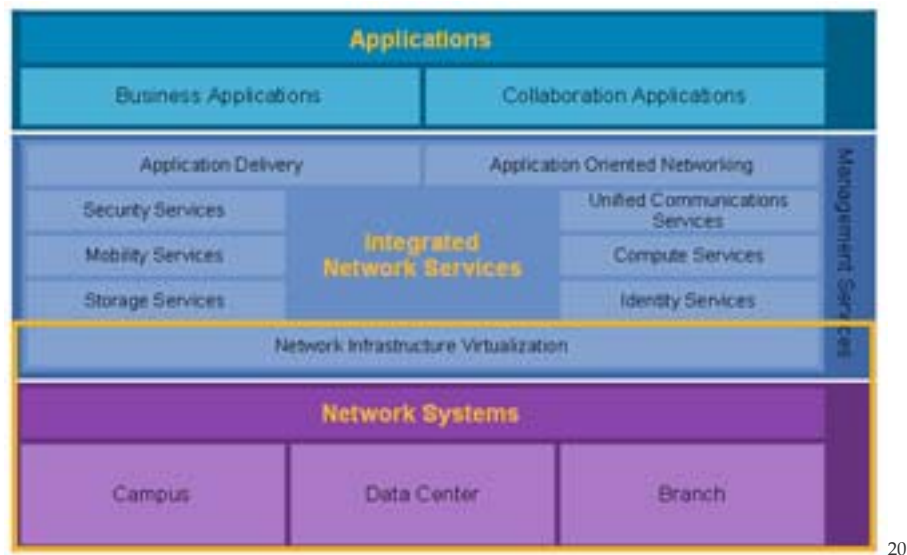 Applications
Business Applications
Collaboration Applications
Application Delivery
Application Oriented Networking
Security Services
Integrated
Network Services
Unified Communications
Services
Mobility Services
Compute Services
Storage Services
Identity Services
Network Infrastructure Virtualization
Management Services
Network Systems
Campus
Data Center
Branch
20